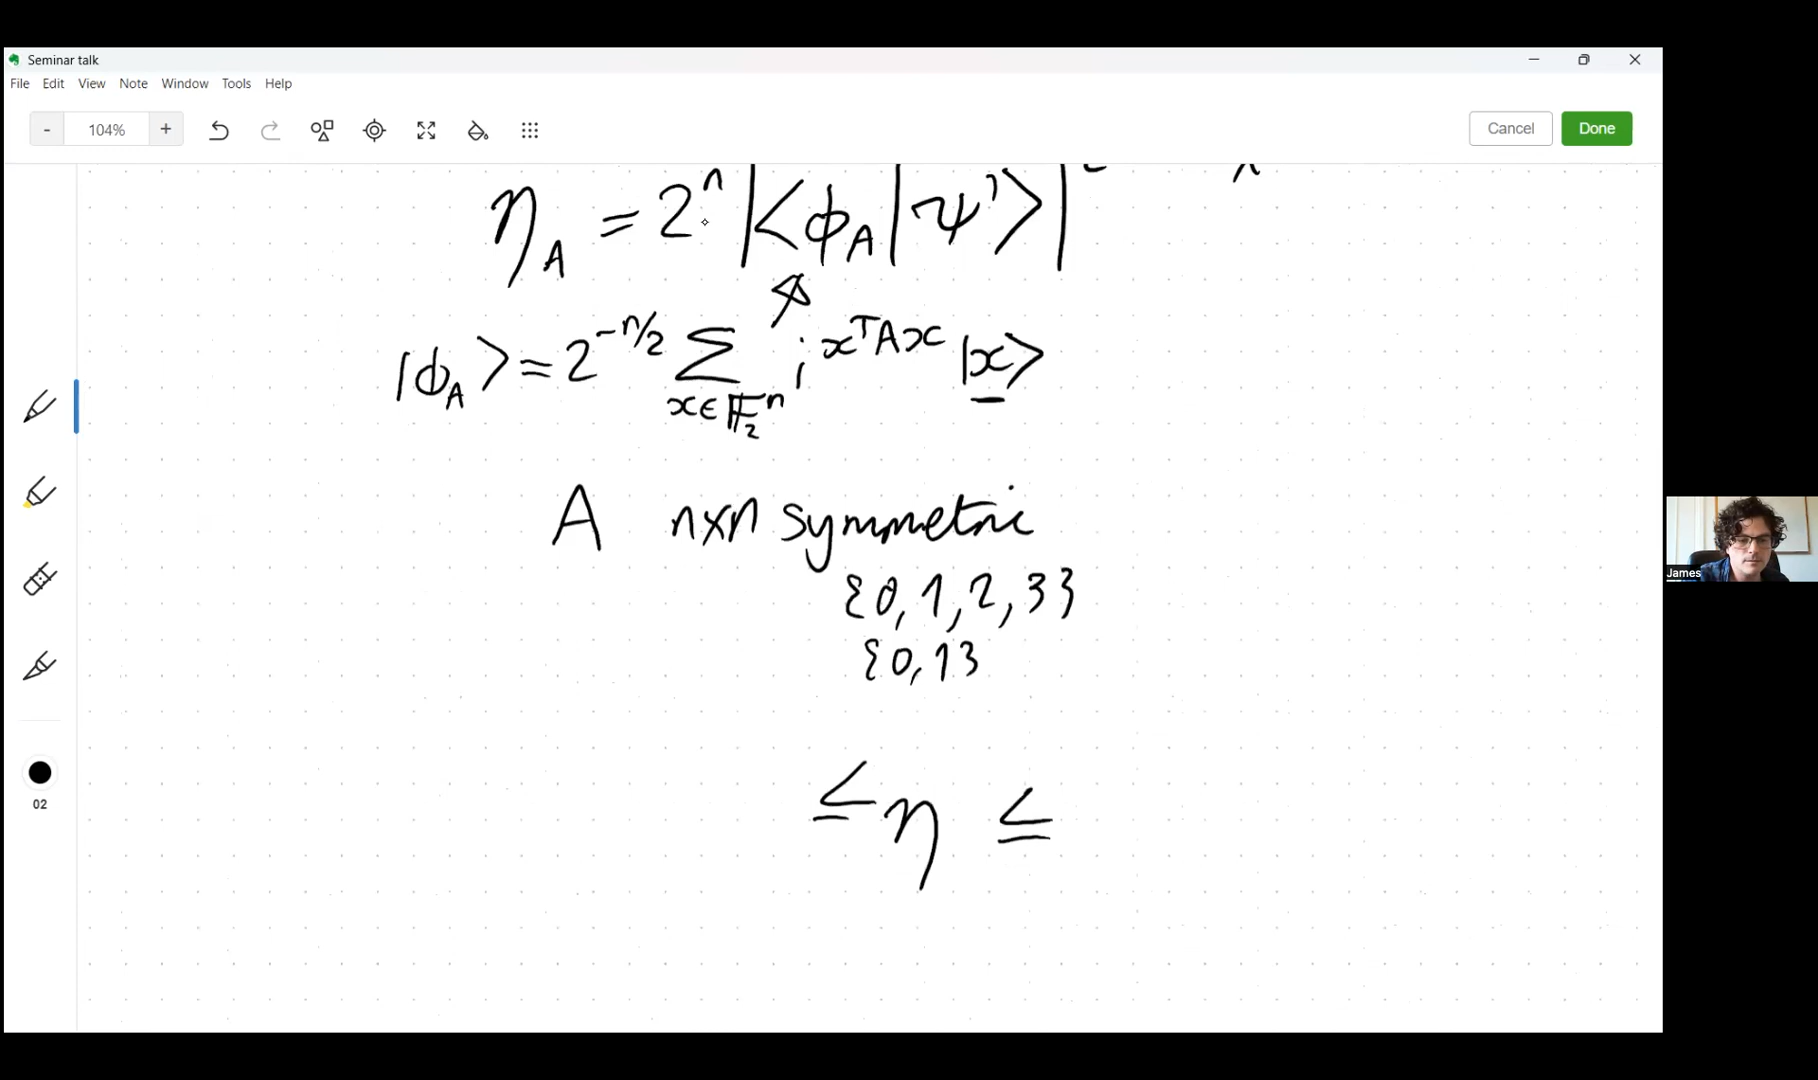 Seminar talk
File Edit View Note Window Tools Help
- 104% + Cancel Done
η_A = 2^n |<ϕ_A|ψ>|^2
|ϕ_A> = 2^{-n/2} Σ_{x∈𝔽_2^n} i^{x^T A x} |x>
A n×n symmetric
{0, 1, 2, 3}
{0, 1}
≤ η ≤
02
James